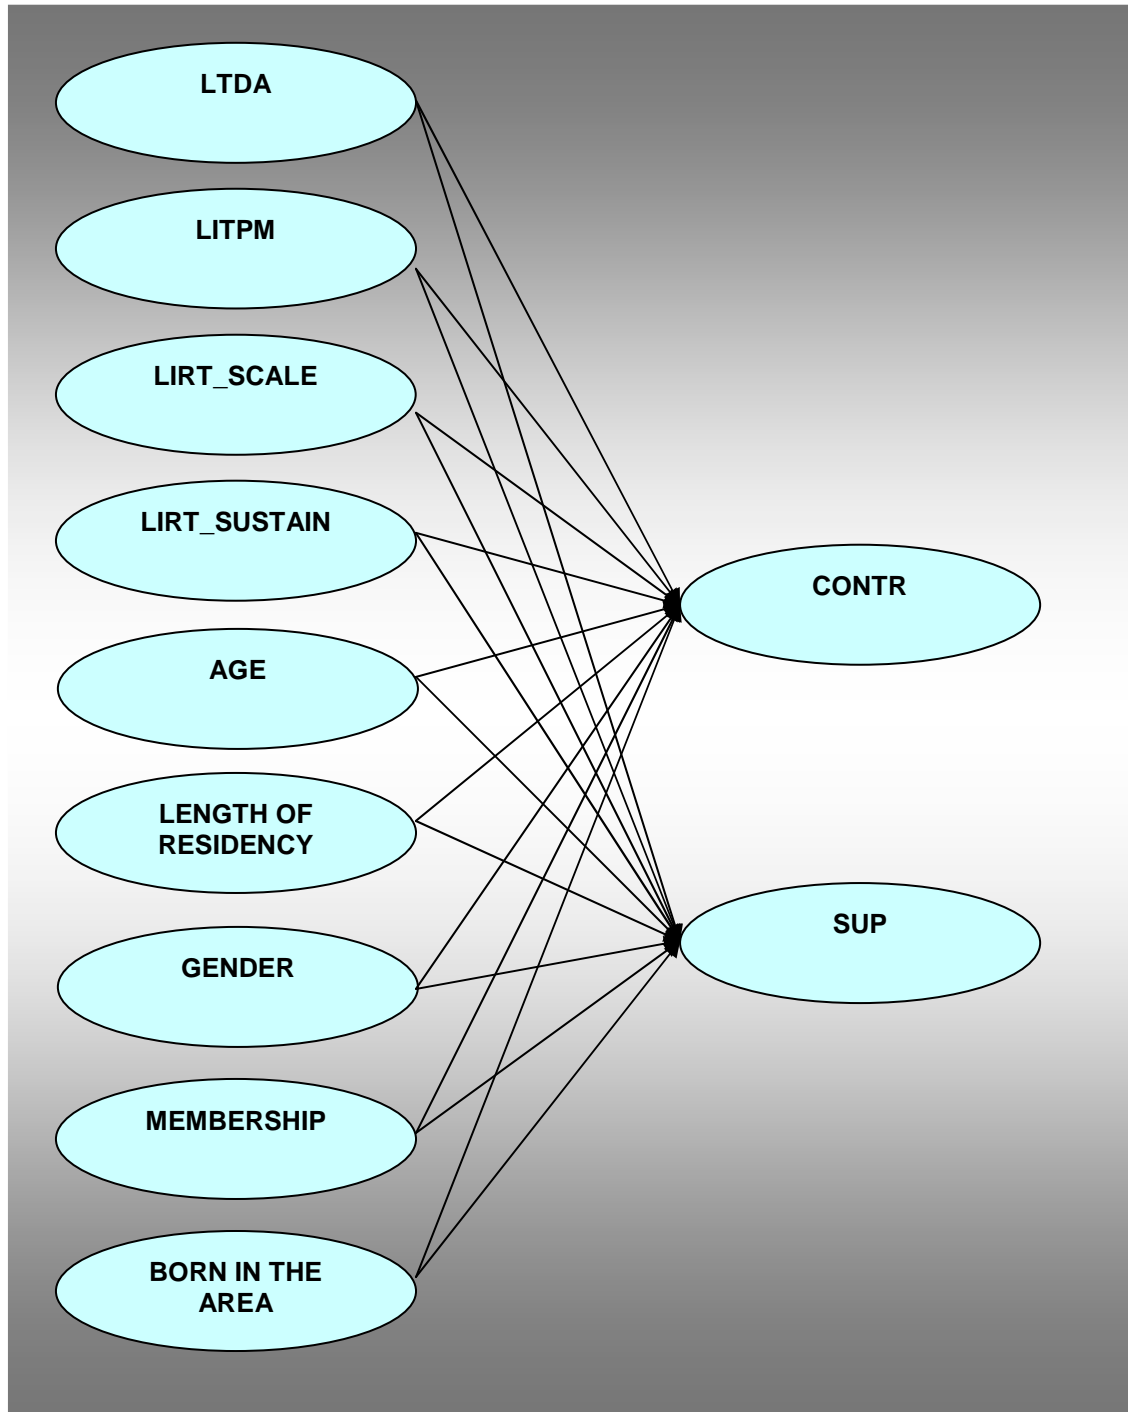 LTDA
LITPM
LIRT_SCALE
LIRT_SUSTAIN
AGE
LENGTH OF
RESIDENCY
GENDER
MEMBERSHIP
BORN IN THE
AREA
CONTR
SUP